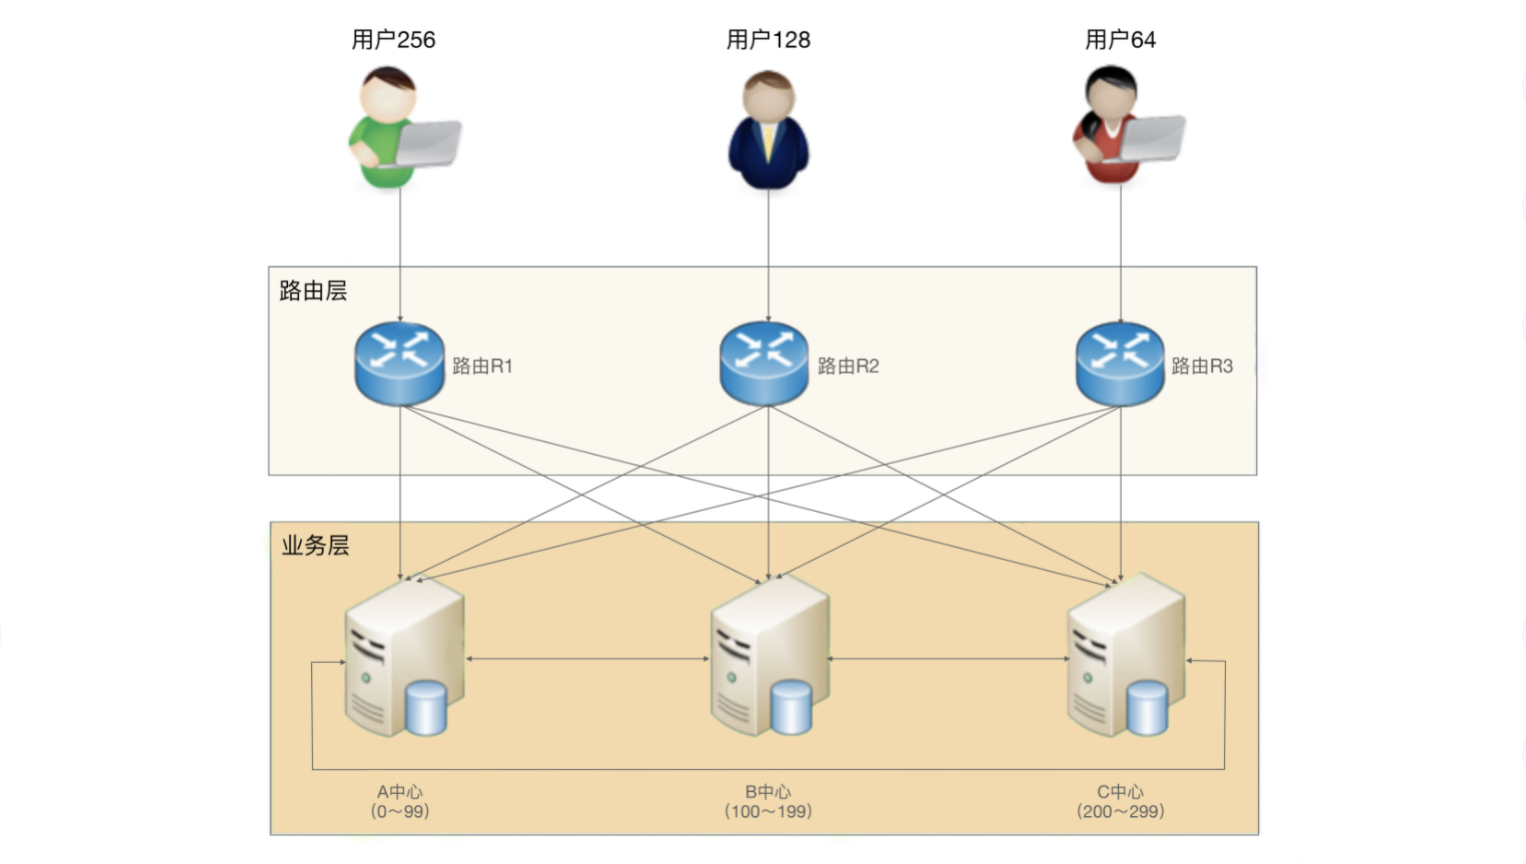 用户256
用户128
用户64
路由层
路由R1
路由R2
路由R3
业务层
A中心
(0～99)
B中心
(100～199)
C中心
(200～299)